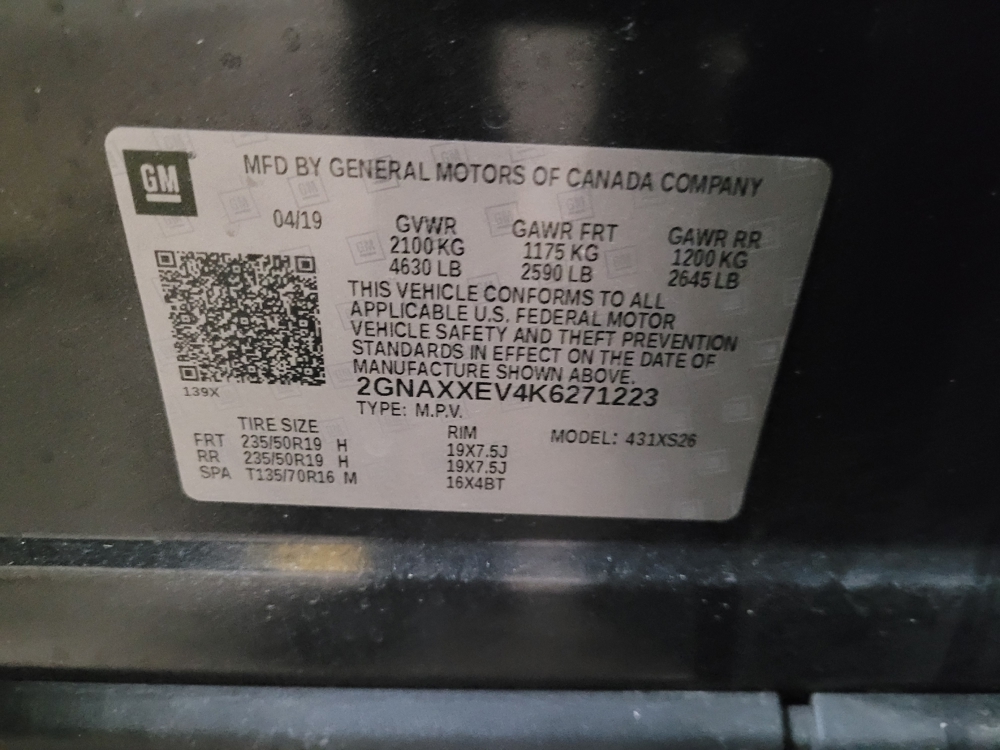 GM
MFD BY GENERAL MOTORS OF CANADA COMPANY
04/19
GVWR GAWR FRT GAWR RR
2100 KG 1175 KG 1200 KG
4630 LB 2590 LB 2645 LB
THIS VEHICLE CONFORMS TO ALL
APPLICABLE U.S. FEDERAL MOTOR
VEHICLE SAFETY AND THEFT PREVENTION
STANDARDS IN EFFECT ON THE DATE OF
MANUFACTURE SHOWN ABOVE.
139X
2GNAXXEV4K6271223
TYPE: M.P.V.
TIRE SIZE RIM MODEL: 431XS26
FRT 235/50R19 H 19X7.5J
RR 235/50R19 H 19X7.5J
SPA T135/70R16 M 16X4BT